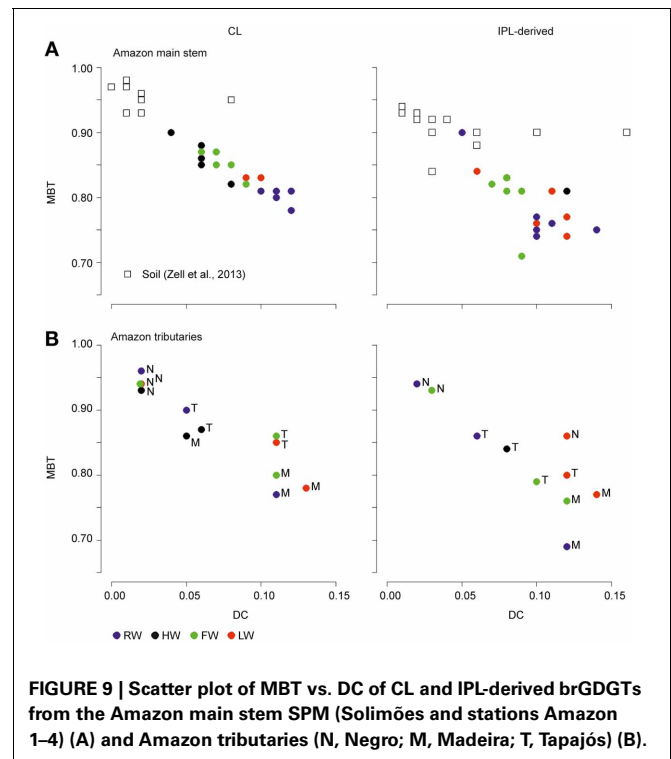 CL IPL-derived
A
Amazon main stem
1.00
0.90
0.80
0.70
MBT
Soil (Zell et al., 2013)
B
Amazon tributaries
1.00
0.90
0.80
0.70
MBT
N
N
N
N
T
T
M
T
T
M
M
M
N
N
T
T
N
T
T
M
M
M
0.00 0.05 0.10 0.15 0.00 0.05 0.10 0.15
DC DC
RW HW FW LW
FIGURE 9 | Scatter plot of MBT vs. DC of CL and IPL-derived brGDGTs
from the Amazon main stem SPM (Solimões and stations Amazon
1–4) (A) and Amazon tributaries (N, Negro; M, Madeira; T, Tapajós) (B).